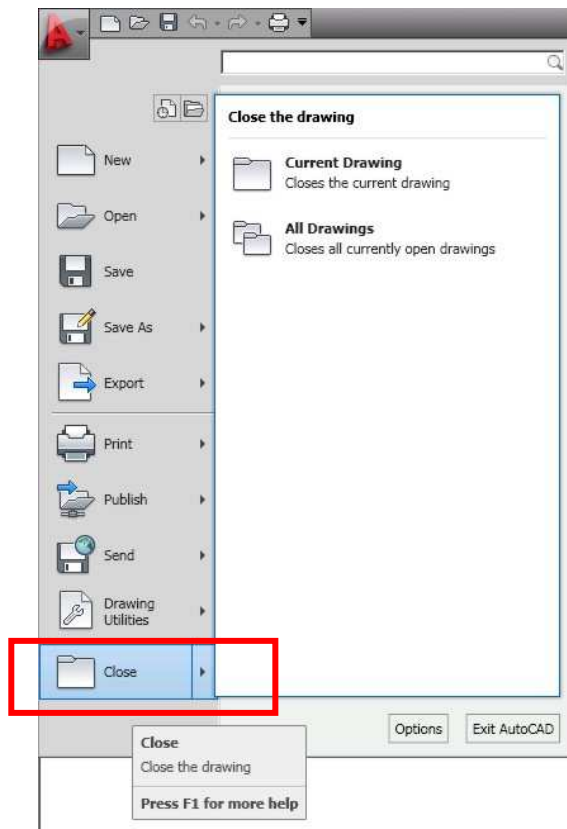 Close the drawing
New
Open
Save
Save As
Export
Print
Publish
Send
Drawing
Utilities
Close
Current Drawing
Closes the current drawing
All Drawings
Closes all currently open drawings
Options
Exit AutoCAD
Close
Close the drawing
Press F1 for more help